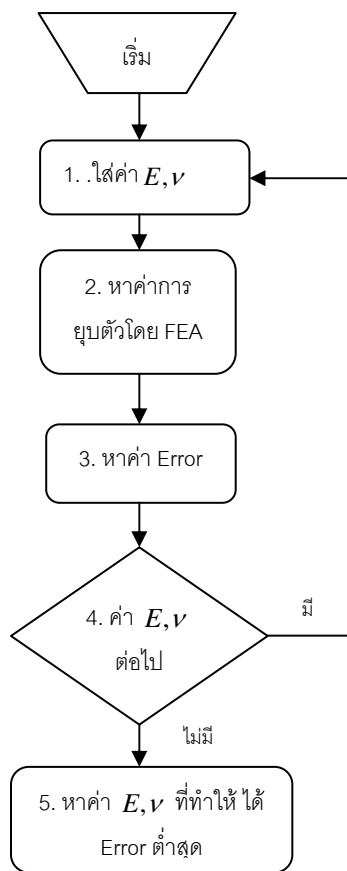 เริ่ม
1. .ใส่ค่า E,ν
2. หาค่าการ
ยุบตัวโดย FEA
3. หาค่า Error
4. ค่า E,ν
ต่อไป
มี
ไม่มี
5. หาค่า E,ν ที่ทำให้ ได้
Error ต่ำสุด